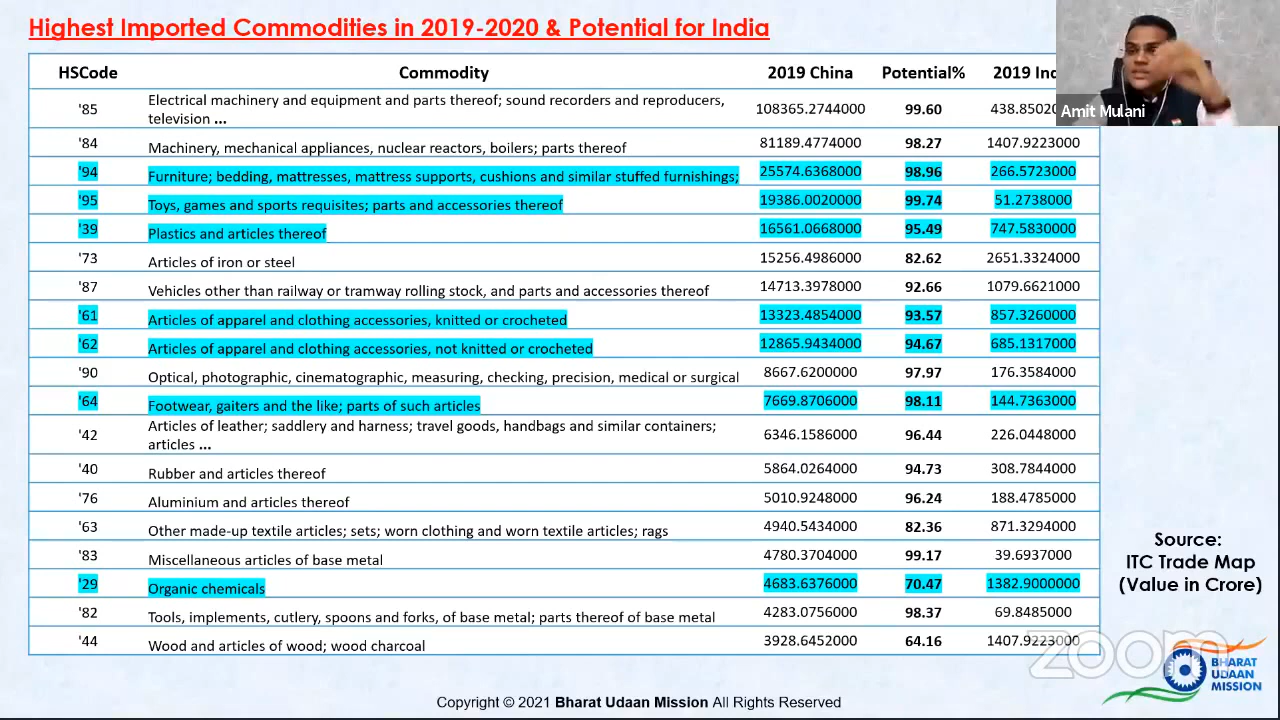 Highest Imported Commodities in 2019-2020 & Potential for India
HSCode Commodity 2019 China Potential% 2019
Amit Mulani
'85 Electrical machinery and equipment and parts thereof; sound recorders and reproducers, television ... 108365.2744000 99.60
'84 Machinery, mechanical appliances, nuclear reactors, boilers; parts thereof 81189.4774000 98.27 1407.9223000
'94 Furniture; bedding, mattresses, mattress supports, cushions and similar stuffed furnishings; 25574.6368000 98.96 266.5723000
'95 Toys, games and sports requisites; parts and accessories thereof 19386.0020000 99.74 51.2738000
'39 Plastics and articles thereof 16561.0668000 95.49 747.5830000
'73 Articles of iron or steel 15256.4986000 82.62 2651.3324000
'87 Vehicles other than railway or tramway rolling stock, and parts and accessories thereof 14713.3978000 92.66 1079.6621000
'61 Articles of apparel and clothing accessories, knitted or crocheted 13323.4854000 93.57 857.3260000
'62 Articles of apparel and clothing accessories, not knitted or crocheted 12865.9434000 94.67 685.1317000
'90 Optical, photographic, cinematographic, measuring, checking, precision, medical or surgical 8667.6200000 97.97 176.3584000
'64 Footwear, gaiters and the like; parts of such articles 7669.8706000 98.11 144.7363000
'42 Articles of leather; saddlery and harness; travel goods, handbags and similar containers; articles ... 6346.1586000 96.44 226.0448000
'40 Rubber and articles thereof 5864.0264000 94.73 308.7844000
'76 Aluminium and articles thereof 5010.9248000 96.24 188.4785000
'63 Other made-up textile articles; sets; worn clothing and worn textile articles; rags 4940.5434000 82.36 871.3294000
'83 Miscellaneous articles of base metal 4780.3704000 99.17 39.6937000
'29 Organic chemicals 4683.6376000 70.47 1382.9000000
'82 Tools, implements, cutlery, spoons and forks, of base metal; parts thereof of base metal 4283.0756000 98.37 69.8485000
'44 Wood and articles of wood; wood charcoal 3928.6452000 64.16 1407.9223000
Source:
ITC Trade Map
(Value in Crore)
zoom
BHARAT
UDAAN
MISSION
Copyright © 2021 Bharat Udaan Mission All Rights Reserved